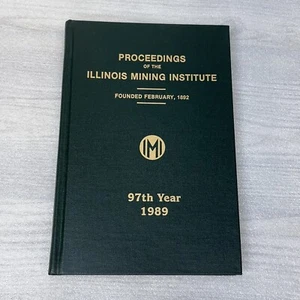 PROCEEDINGS
OF THE
ILLINOIS MINING INSTITUTE
FOUNDED FEBRUARY, 1892
IMI
97th Year
1989